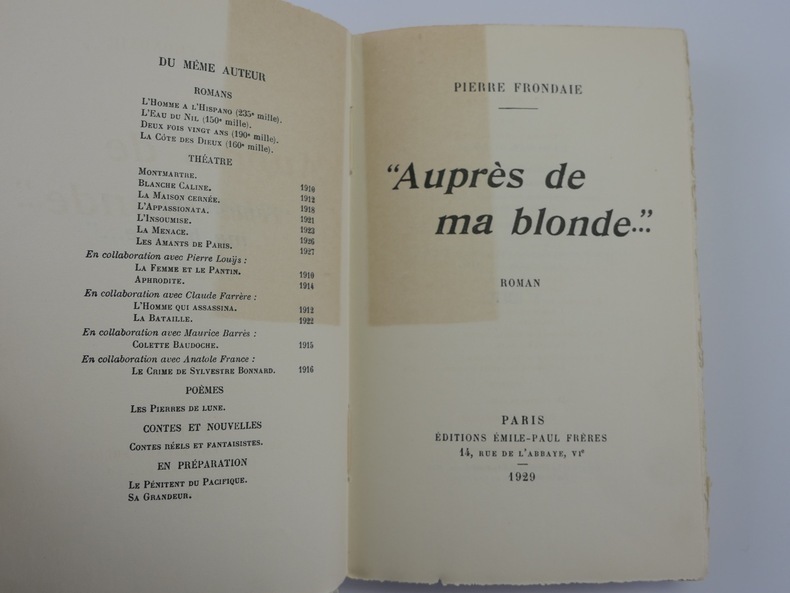 DU MÊME AUTEUR
ROMANS
L'HOMME A L'HISPANO (235e mille).
L'EAU DU NIL (150e mille).
DEUX FOIS VINGT ANS (190e mille).
LA CÔTE DES DIEUX (160e mille).
THÉATRE
MONTMARTRE. 1910
BLANCHE CALINE. 1912
LA MAISON CERNÉE. 1918
L'APPASSIONATA. 1921
L'INSOUMISE. 1923
LA MENACE. 1926
LES AMANTS DE PARIS. 1927
En collaboration avec Pierre Louÿs :
LA FEMME ET LE PANTIN. 1910
APHRODITE. 1914
En collaboration avec Claude Farrère :
L'HOMME QUI ASSASSINA. 1912
LA BATAILLE. 1922
En collaboration avec Maurice Barrès :
COLETTE BAUDOCHE. 1915
En collaboration avec Anatole France :
LE CRIME DE SYLVESTRE BONNARD. 1916
POÈMES
LES PIERRES DE LUNE.
CONTES ET NOUVELLES
CONTES RÉELS ET FANTAISISTES.
EN PRÉPARATION
LE PÉNITENT DU PACIFIQUE.
SA GRANDEUR.
PIERRE FRONDAIE
"Auprès de
ma blonde..."
ROMAN
PARIS
ÉDITIONS ÉMILE-PAUL FRÈRES
14, RUE DE L'ABBAYE, VIe
1929